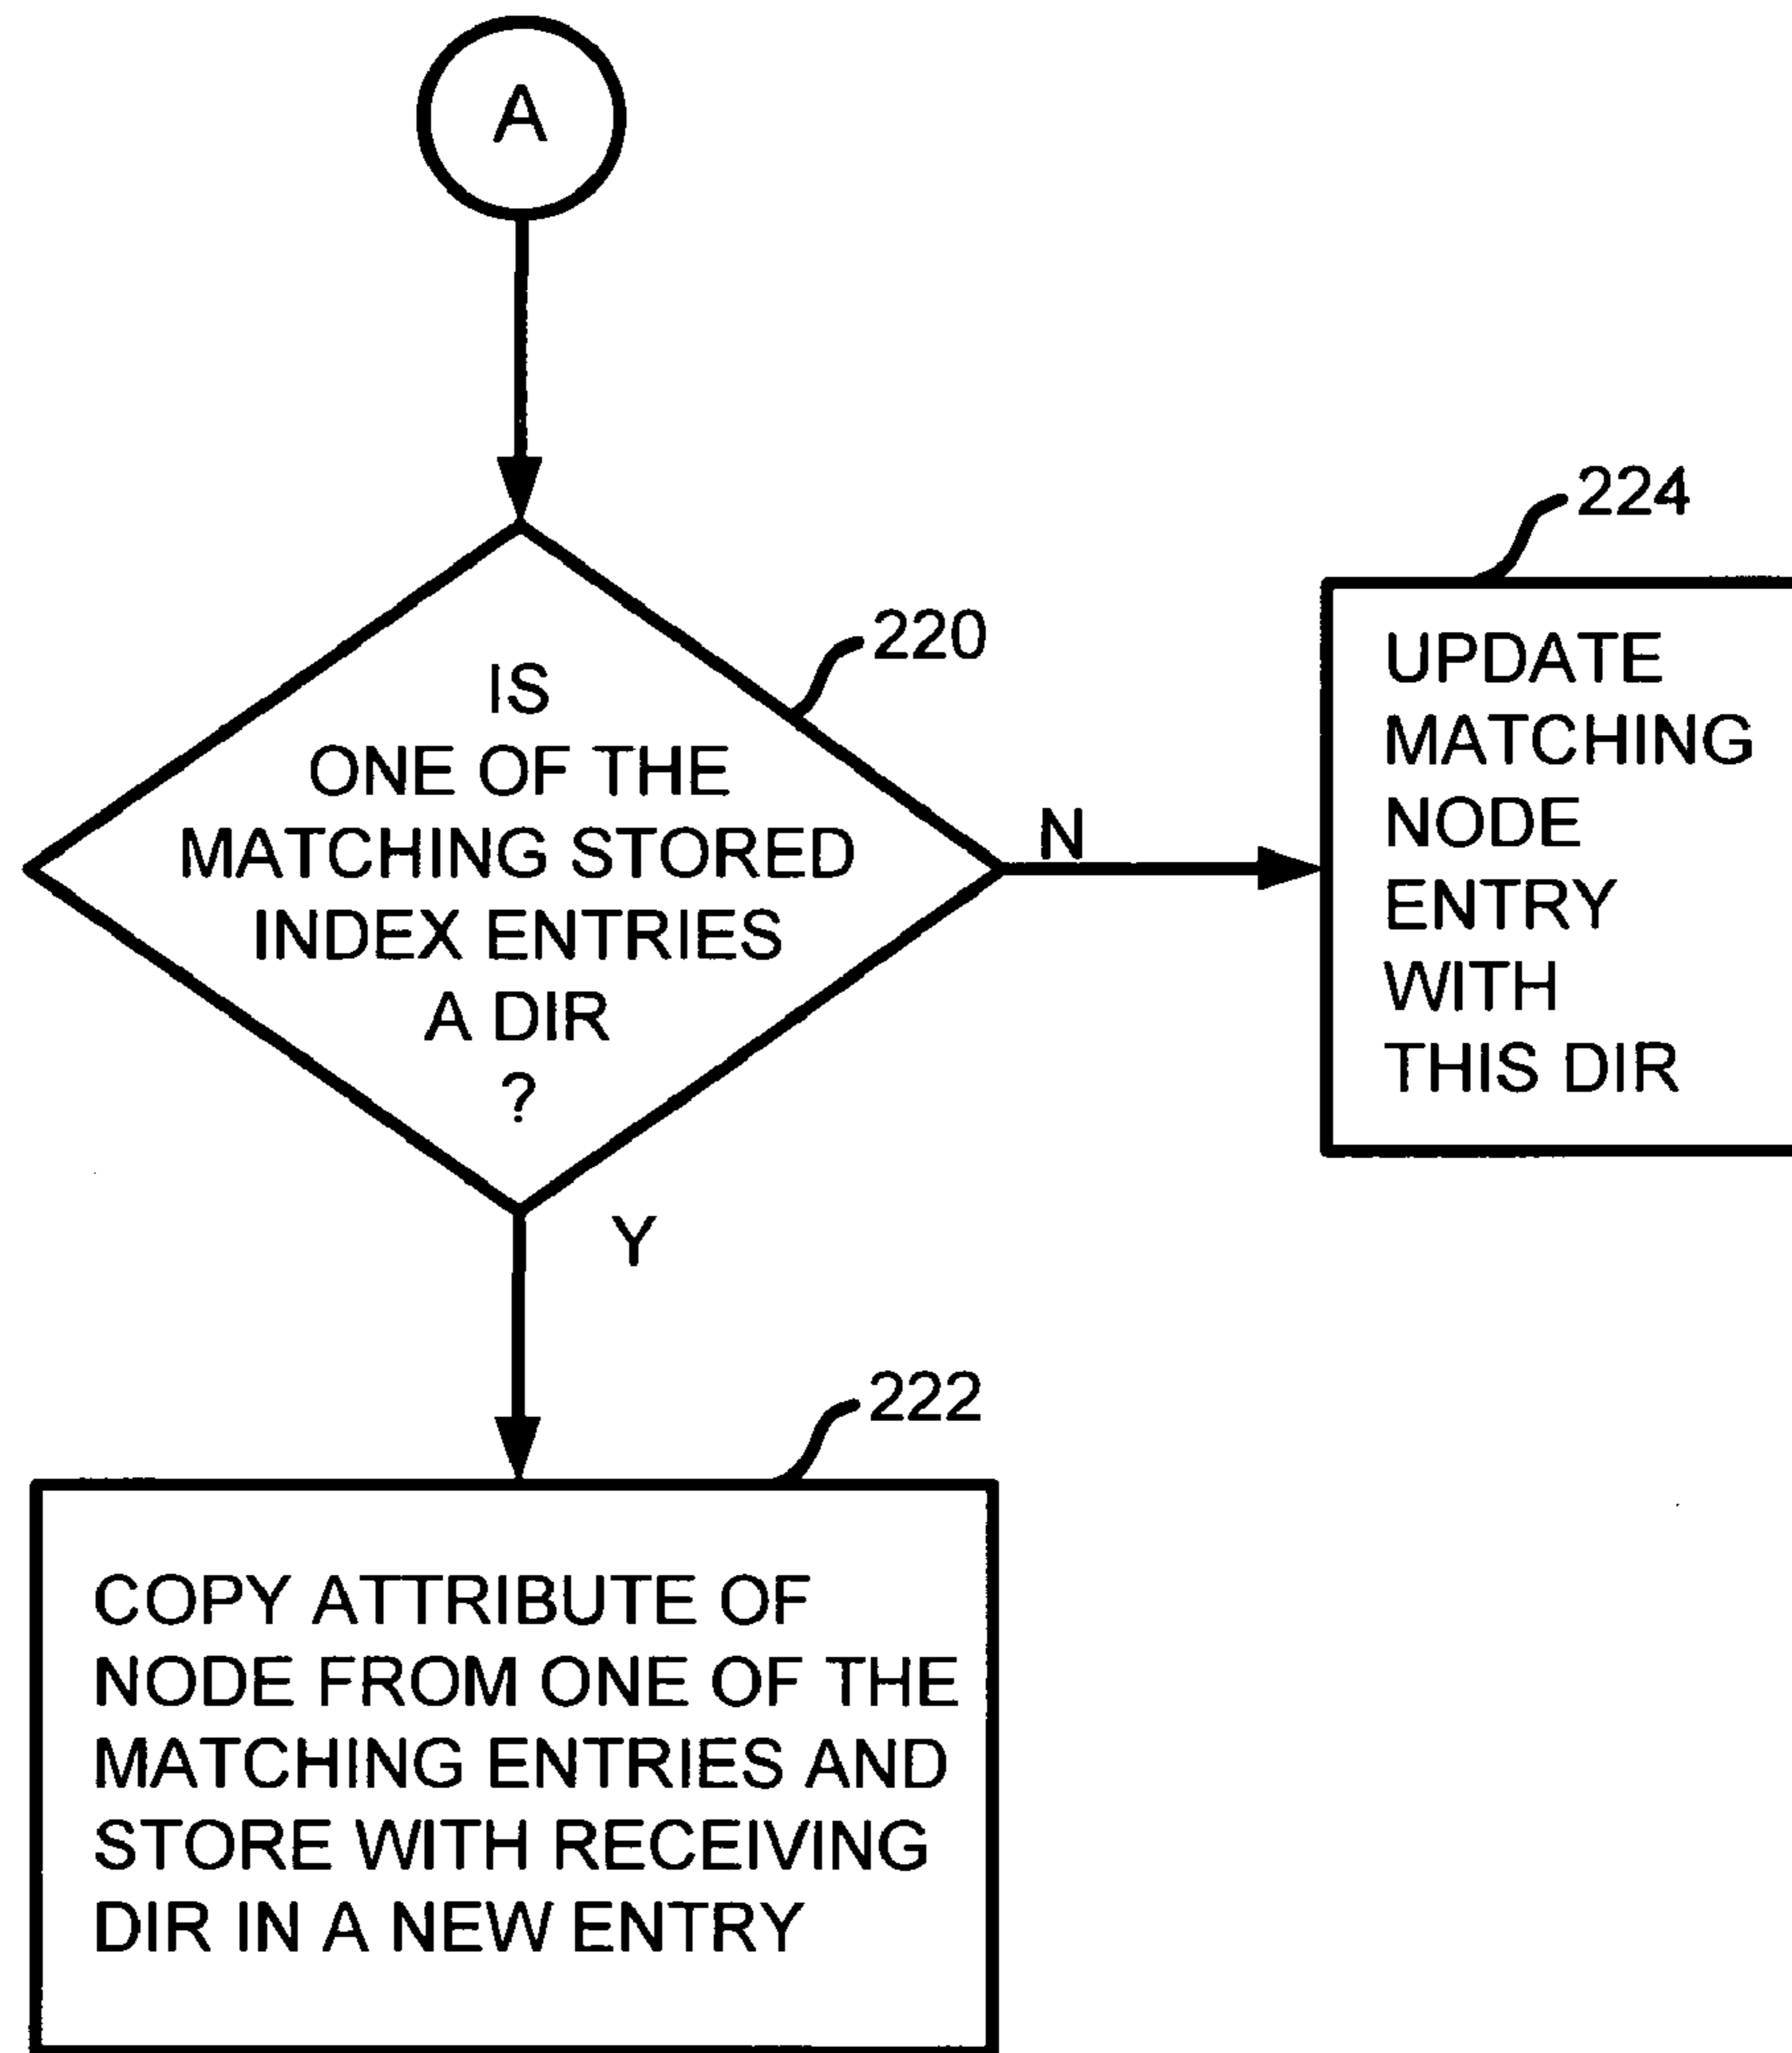 A
220
IS
ONE OF THE
MATCHING STORED
INDEX ENTRIES
A DIR
?
N
224
UPDATE
MATCHING
NODE
ENTRY
WITH
THIS DIR
Y
222
COPY ATTRIBUTE OF
NODE FROM ONE OF THE
MATCHING ENTRIES AND
STORE WITH RECEIVING
DIR IN A NEW ENTRY